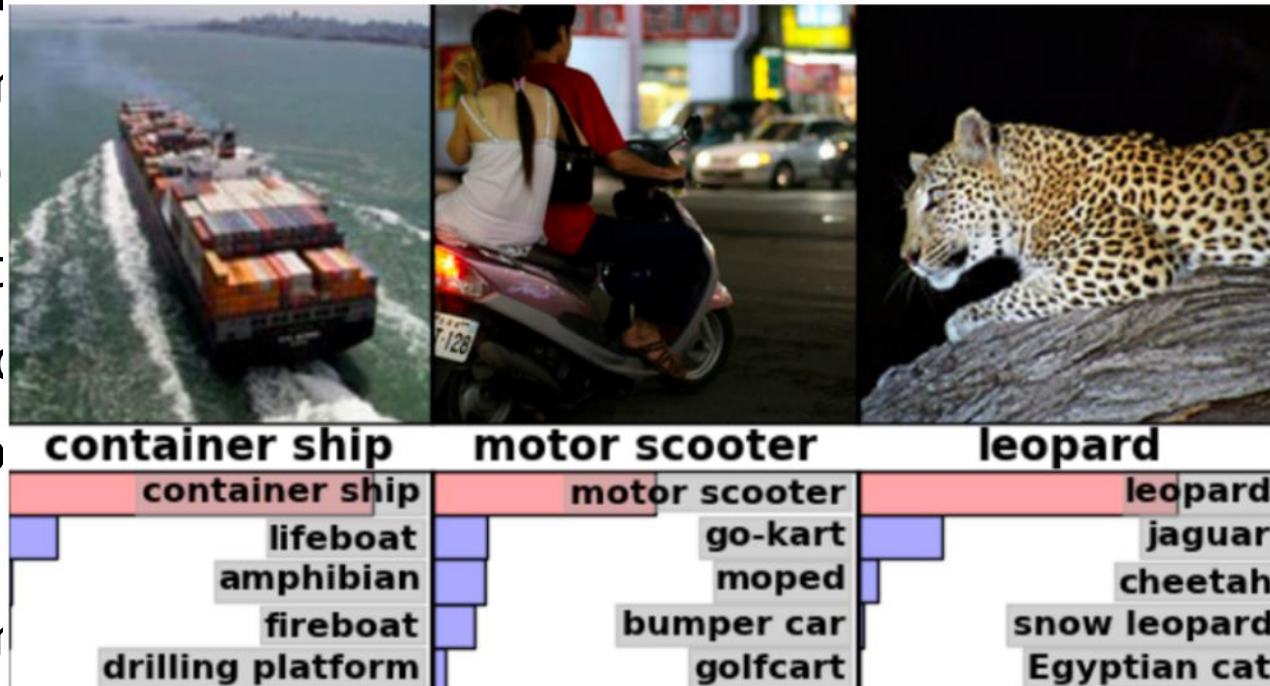 T-128
container ship
motor scooter
leopard
container ship
lifeboat
amphibian
fireboat
drilling platform
motor scooter
go-kart
moped
bumper car
golfcart
leopard
jaguar
cheetah
snow leopard
Egyptian cat